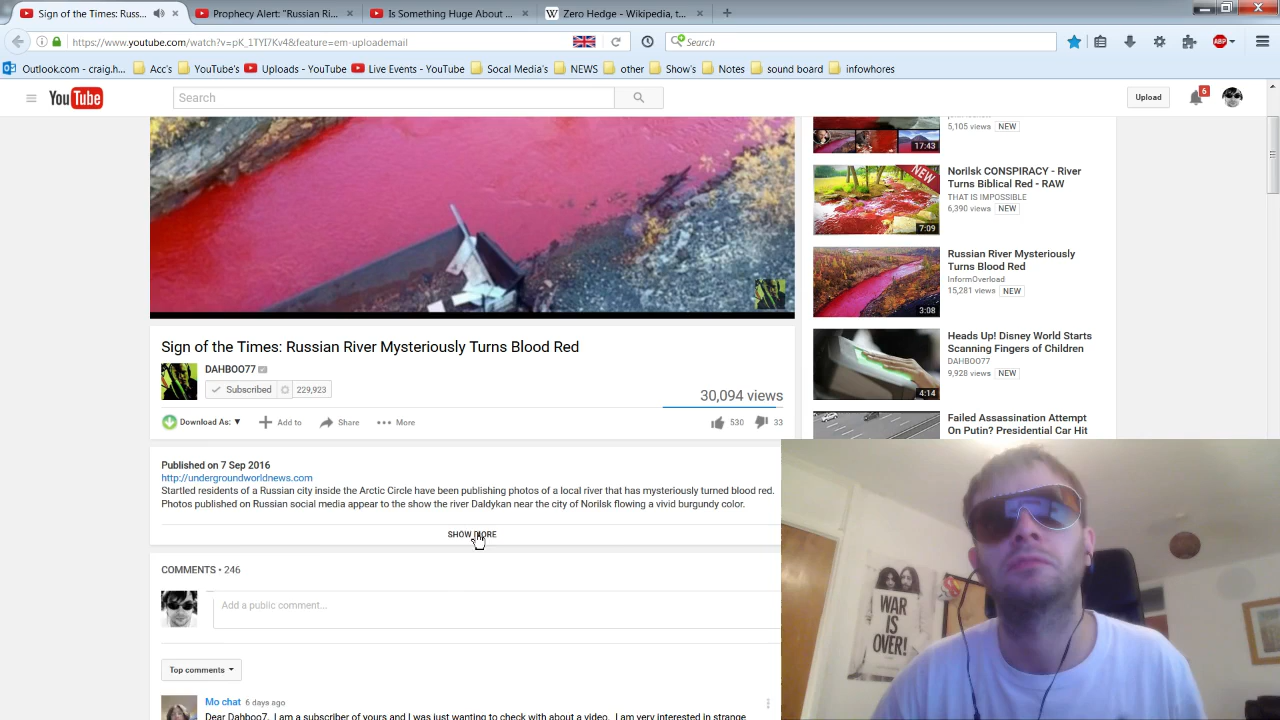 Sign of the Times: Russ...
Prophecy Alert: "Russian Ri...
Is Something Huge About ...
Zero Hedge - Wikipedia, t...
https://www.youtube.com/watch?v=pK_1TYI7Kv4&feature=em-uploademail
Search
ABP
Outlook.com - craig.h...
Acc's
YouTube's
Uploads - YouTube
Live Events - YouTube
Socal Media's
NEWS
other
Show's
Notes
sound board
infowhores
YouTube
Search
Upload
6
5,105 views NEW
17:43
Norilsk CONSPIRACY - River
Turns Biblical Red - RAW
THAT IS IMPOSSIBLE
6,390 views NEW
NEW
7:09
Russian River Mysteriously
Turns Blood Red
InformOverload
15,281 views NEW
3:08
Heads Up! Disney World Starts
Scanning Fingers of Children
DAHBOO77
9,928 views NEW
4:14
Failed Assassination Attempt
On Putin? Presidential Car Hit
Sign of the Times: Russian River Mysteriously Turns Blood Red
DAHBOO77
Subscribed 229,923
30,094 views
Download As: ▼
Add to
Share
More
530
33
Published on 7 Sep 2016
http://undergroundworldnews.com
Startled residents of a Russian city inside the Arctic Circle have been publishing photos of a local river that has mysteriously turned blood red.
Photos published on Russian social media appear to the show the river Daldykan near the city of Norilsk flowing a vivid burgundy color.
SHOW MORE
COMMENTS • 246
Add a public comment...
Top comments
Mo chat 6 days ago
Dear Dahboo7, I am a subscriber of yours and I was just wanting to check with about a video. I am very interested in strange
WAR
IS
OVER!